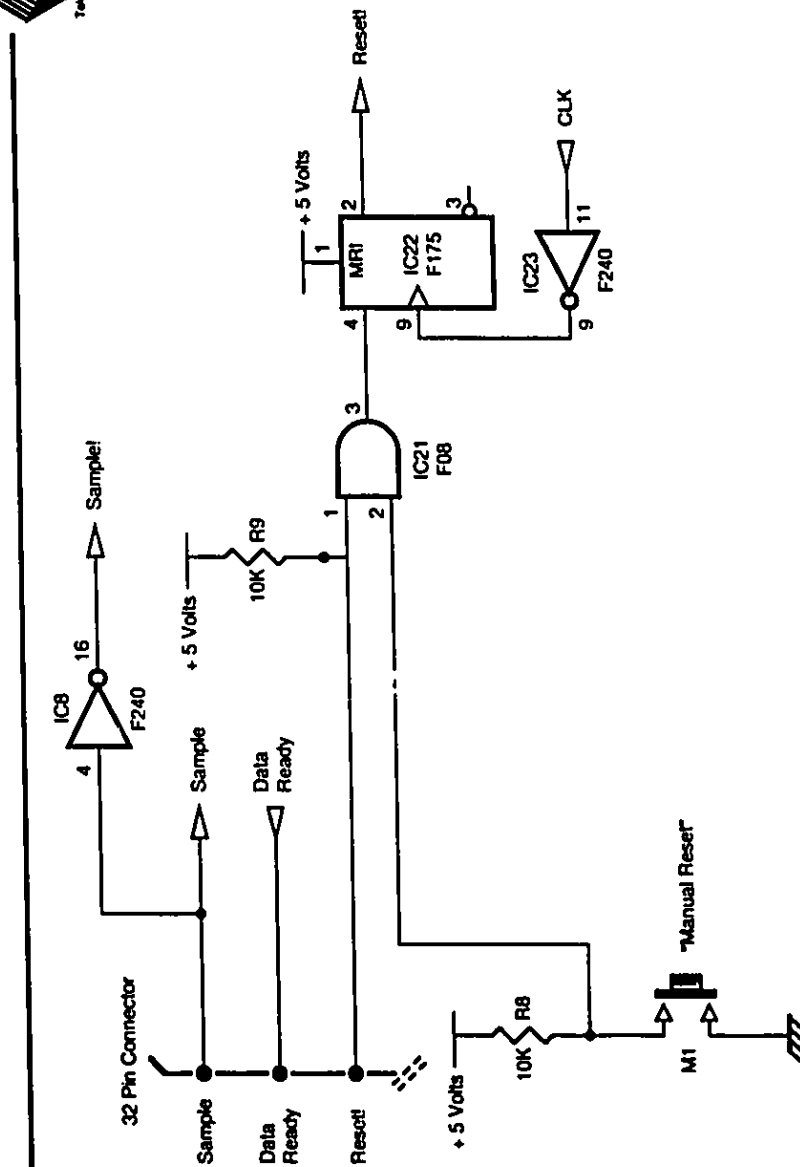 32 Pin Connector
Sample
Data
Ready
Reset!
4
IC8
F240
16
Sample!
Sample
Data
Ready
+ 5 Volts
10K
R9
1
2
3
IC21
F08
4
9
+ 5 Volts
1
MR!
IC22
F175
2
3
Reset!
IC23
F240
9
11
CLK
+ 5 Volts
10K
R8
M1
"Manual Reset"